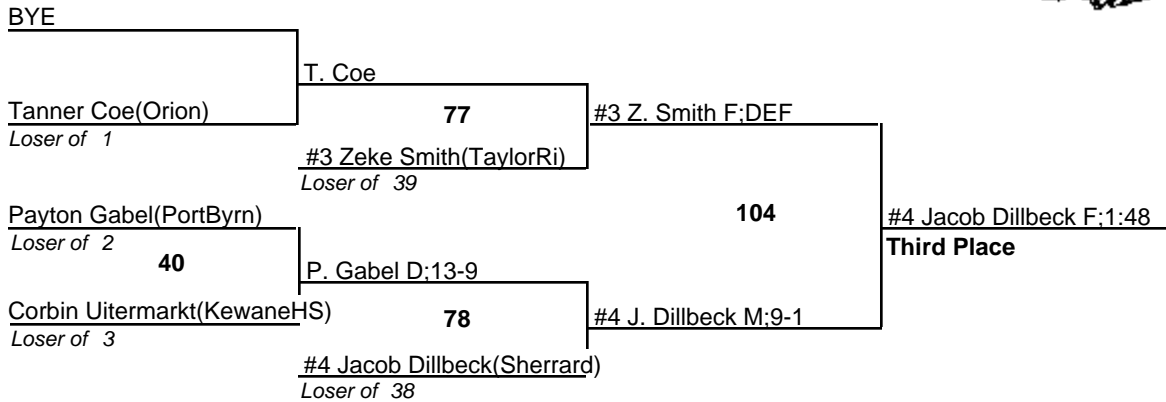 BYE
T. Coe
Tanner Coe(Orion)
77
#3 Z. Smith F;DEF
Loser of 1
#3 Zeke Smith(TaylorRi)
Loser of 39
Payton Gabel(PortByrn)
104
#4 Jacob Dillbeck F;1:48
Loser of 2
Third Place
40
P. Gabel D;13-9
Corbin Uitermarkt(KewaneHS)
78
#4 J. Dillbeck M;9-1
Loser of 3
#4 Jacob Dillbeck(Sherrard)
Loser of 38